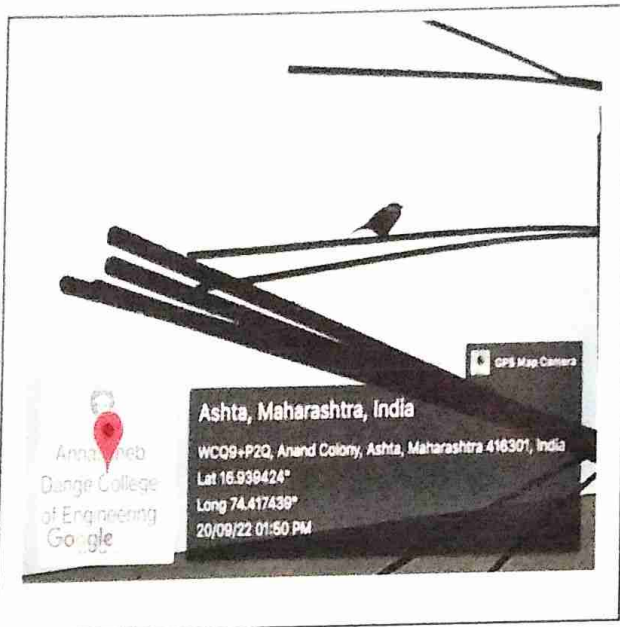 GPS Map Camera
Ashta, Maharashtra, India
WCQ9+P2Q, Anand Colony, Ashta, Maharashtra 416301, India
Lat 16.939424°
Long 74.417439°
20/09/22 01:50 PM
Dange College
of Engineering
Google